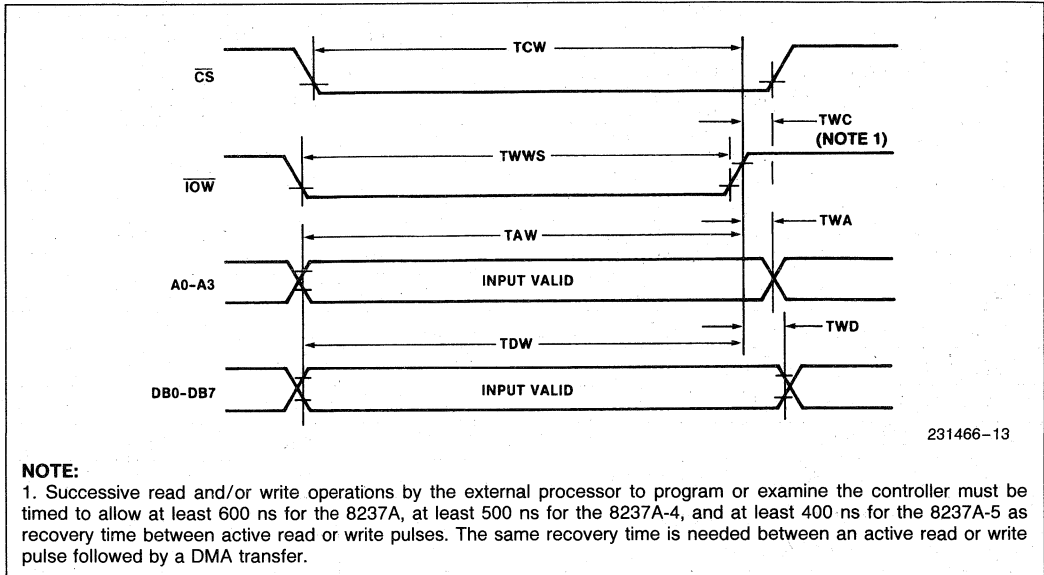 TCW
CS
TWC
(NOTE 1)
TWWS
IOW
TWA
TAW
A0–A3
INPUT VALID
TWD
TDW
DB0–DB7
INPUT VALID
231466–13
NOTE:
1. Successive read and/or write operations by the external processor to program or examine the controller must be
timed to allow at least 600 ns for the 8237A, at least 500 ns for the 8237A-4, and at least 400 ns for the 8237A-5 as
recovery time between active read or write pulses. The same recovery time is needed between an active read or write
pulse followed by a DMA transfer.